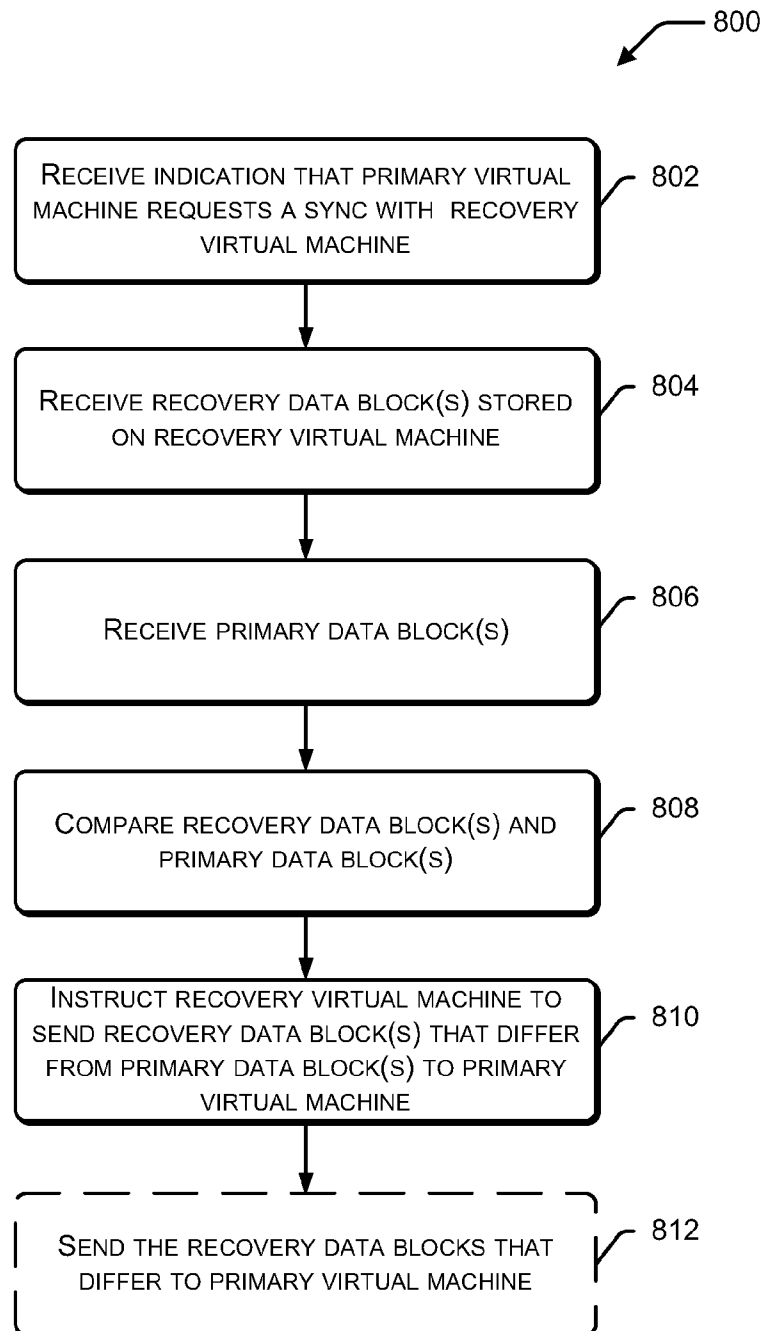 800
RECEIVE INDICATION THAT PRIMARY VIRTUAL
MACHINE REQUESTS A SYNC WITH RECOVERY
VIRTUAL MACHINE
802
RECEIVE RECOVERY DATA BLOCK(S) STORED
ON RECOVERY VIRTUAL MACHINE
804
RECEIVE PRIMARY DATA BLOCK(S)
806
COMPARE RECOVERY DATA BLOCK(S) AND
PRIMARY DATA BLOCK(S)
808
INSTRUCT RECOVERY VIRTUAL MACHINE TO
SEND RECOVERY DATA BLOCK(S) THAT DIFFER
FROM PRIMARY DATA BLOCK(S) TO PRIMARY
VIRTUAL MACHINE
810
SEND THE RECOVERY DATA BLOCKS THAT
DIFFER TO PRIMARY VIRTUAL MACHINE
812